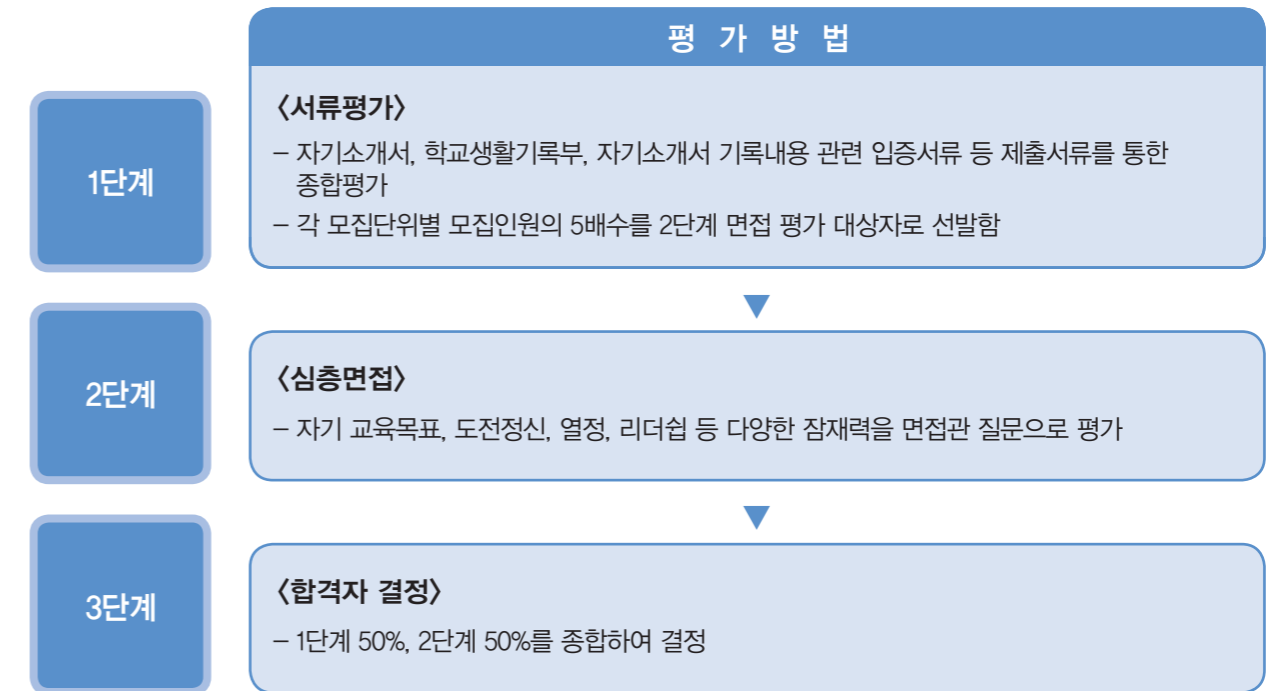 평 가 방 법
1단계
〈서류평가〉
– 자기소개서, 학교생활기록부, 자기소개서 기록내용 관련 입증서류 등 제출서류를 통한
종합평가
– 각 모집단위별 모집인원의 5배수를 2단계 면접 평가 대상자로 선발함
2단계
〈심층면접〉
– 자기 교육목표, 도전정신, 열정, 리더쉽 등 다양한 잠재력을 면접관 질문으로 평가
3단계
〈합격자 결정〉
– 1단계 50%, 2단계 50%를 종합하여 결정